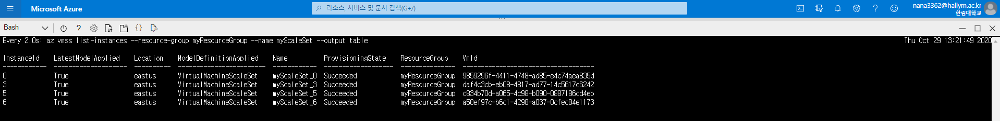 Microsoft Azure
리소스, 서비스 및 문서 검색(G+/)
nana3362@hallym.ac.kr
한림대학교
Bash
Every 2.0s: az vmss list-instances --resource-group myResourceGroup --name myScaleSet --output table Thu Oct 29 13:21:49 2020
InstanceId LatestModelApplied Location ModelDefinitionApplied Name ProvisioningState ResourceGroup VmId
------------ -------------------- ---------- ------------------------ ------------ ------------------- --------------- ------------------------------------
0 True eastus VirtualMachineScaleSet myScaleSet_0 Succeeded myResourceGroup 9859296f-4411-4748-ad85-e4c74aea835d
3 True eastus VirtualMachineScaleSet myScaleSet_3 Succeeded myResourceGroup daf4c3cb-eb08-4817-ad77-14c5617c6242
5 True eastus VirtualMachineScaleSet myScaleSet_5 Succeeded myResourceGroup c834b70d-a065-4c98-b090-0887186cd4eb
6 True eastus VirtualMachineScaleSet myScaleSet_6 Succeeded myResourceGroup a58ef97c-b6c1-4298-a037-0cfec84e1173